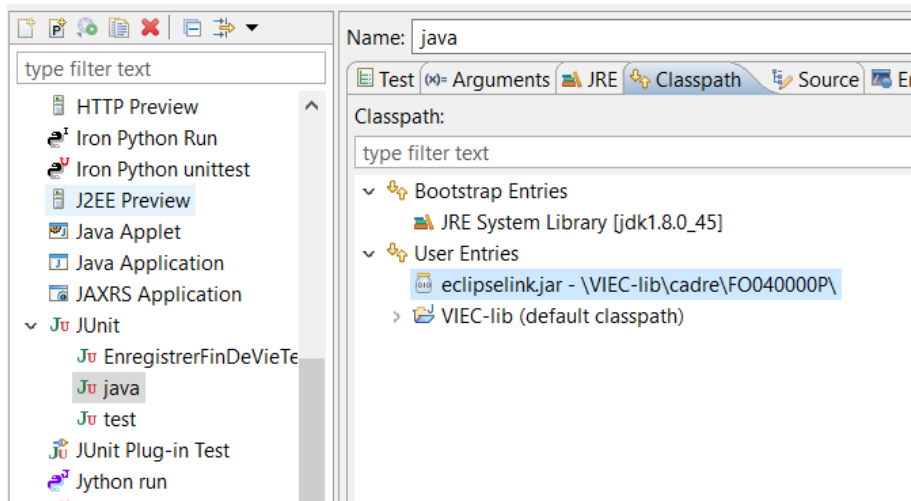 type filter text
HTTP Preview
Iron Python Run
Iron Python unittest
J2EE Preview
Java Applet
Java Application
JAXRS Application
JUnit
EnregistrerFinDeVieTe
java
test
JUnit Plug-in Test
Jython run
Name: java
Test (x)= Arguments JRE Classpath Source
Classpath:
type filter text
Bootstrap Entries
JRE System Library [jdk1.8.0_45]
User Entries
eclipselink.jar - \VIEC-lib\cadre\FO040000P\
VIEC-lib (default classpath)